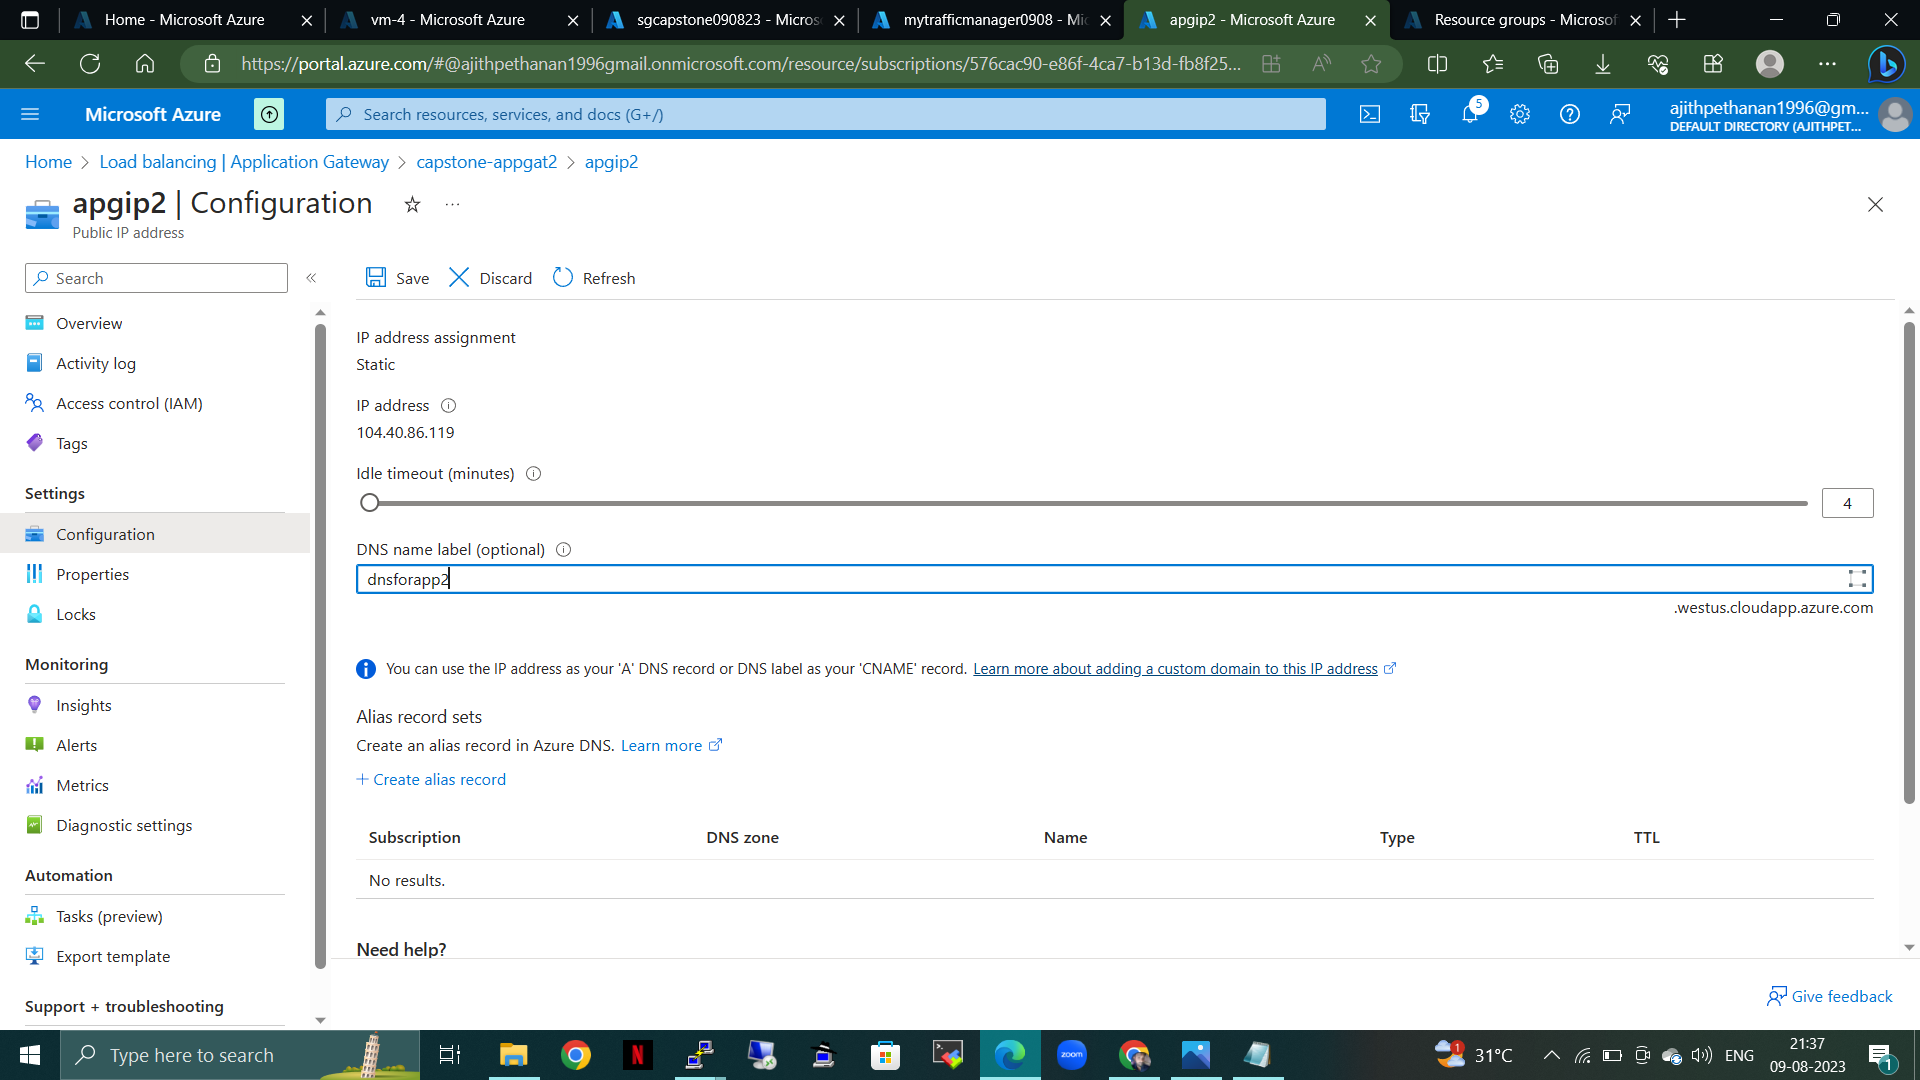 Home - Microsoft Azure
vm-4 - Microsoft Azure
sgcapstone090823 - Micros
mytrafficmanager0908 - Mi
apgip2 - Microsoft Azure
Resource groups - Microsof
https://portal.azure.com/#@ajithpethanan1996gmail.onmicrosoft.com/resource/subscriptions/576cac90-e86f-4ca7-b13d-fb8f25...
Microsoft Azure
Search resources, services, and docs (G+/)
5
ajithpethanan1996@gm...
DEFAULT DIRECTORY (AJITHPET...
Home > Load balancing | Application Gateway > capstone-appgat2 > apgip2
apgip2 | Configuration
Public IP address
Search
Save
Discard
Refresh
Overview
Activity log
Access control (IAM)
Tags
Settings
Configuration
Properties
Locks
Monitoring
Insights
Alerts
Metrics
Diagnostic settings
Automation
Tasks (preview)
Export template
Support + troubleshooting
IP address assignment
Static
IP address
104.40.86.119
Idle timeout (minutes)
4
DNS name label (optional)
dnsforapp2
.westus.cloudapp.azure.com
You can use the IP address as your 'A' DNS record or DNS label as your 'CNAME' record. Learn more about adding a custom domain to this IP address
Alias record sets
Create an alias record in Azure DNS. Learn more
+ Create alias record
Subscription DNS zone Name Type TTL
No results.
Need help?
Give feedback
Type here to search
zoom
1
31°C
ENG
21:37
09-08-2023
1